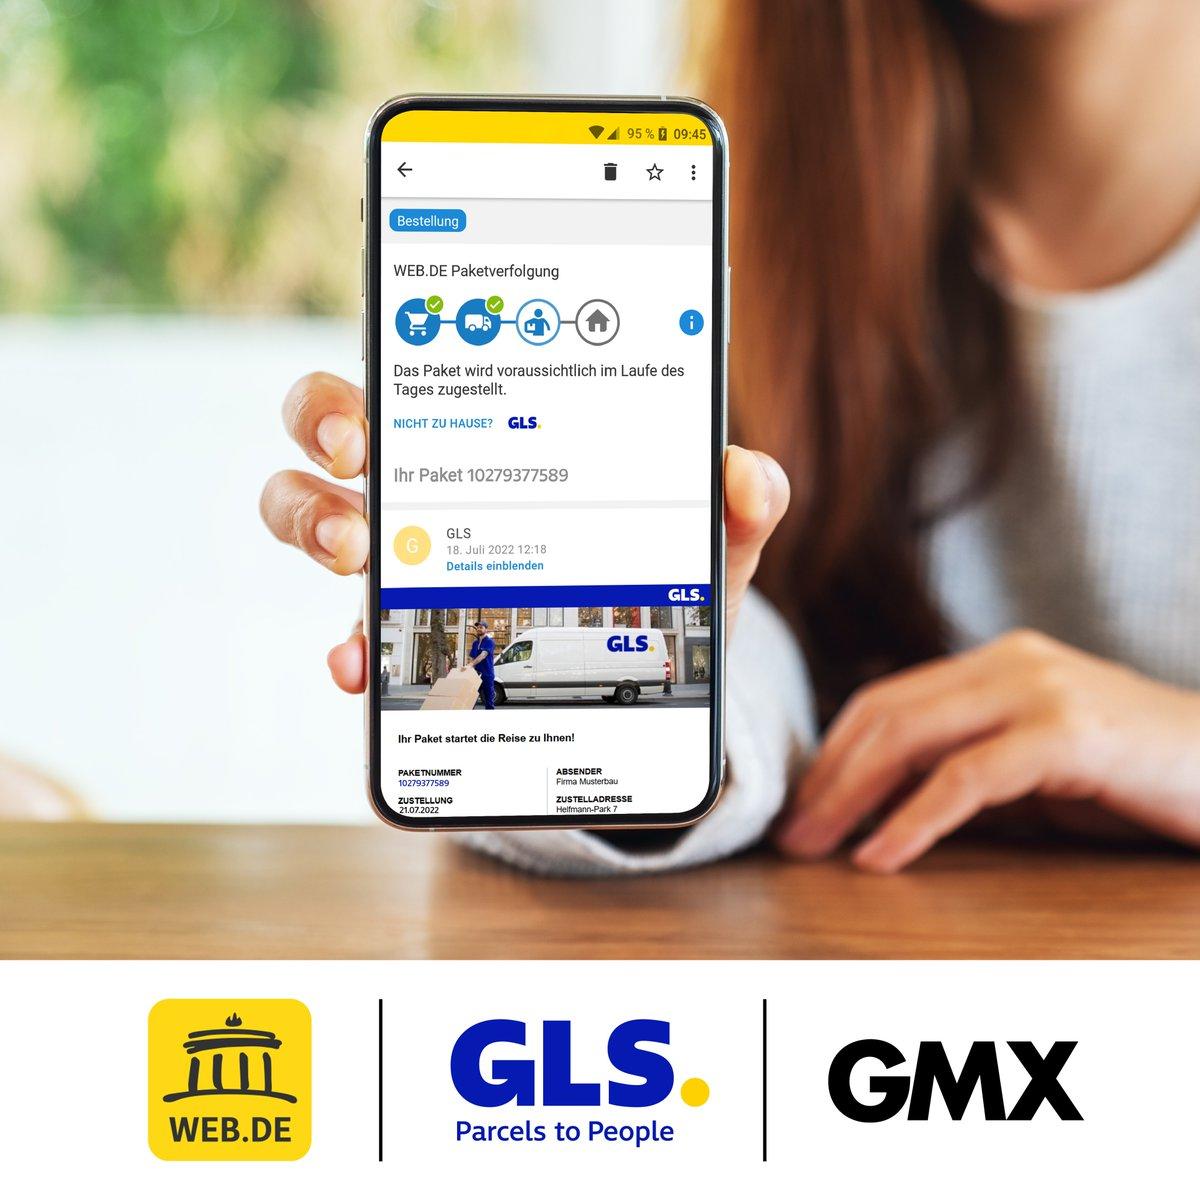 95 % 09:45
Bestellung
WEB.DE Paketverfolgung
Das Paket wird voraussichtlich im Laufe des
Tages zugestellt.
NICHT ZU HAUSE? GLS.
Ihr Paket 10279377589
G
GLS
18. Juli 2022 12:18
Details einblenden
GLS.
GLS.
Ihr Paket startet die Reise zu Ihnen!
PAKETNUMMER
10279377589
ZUSTELLUNG
21.07.2022
ABSENDER
Firma Musterbau
ZUSTELLADRESSE
Helfmann-Park 7
WEB.DE
GLS.
Parcels to People
GMX